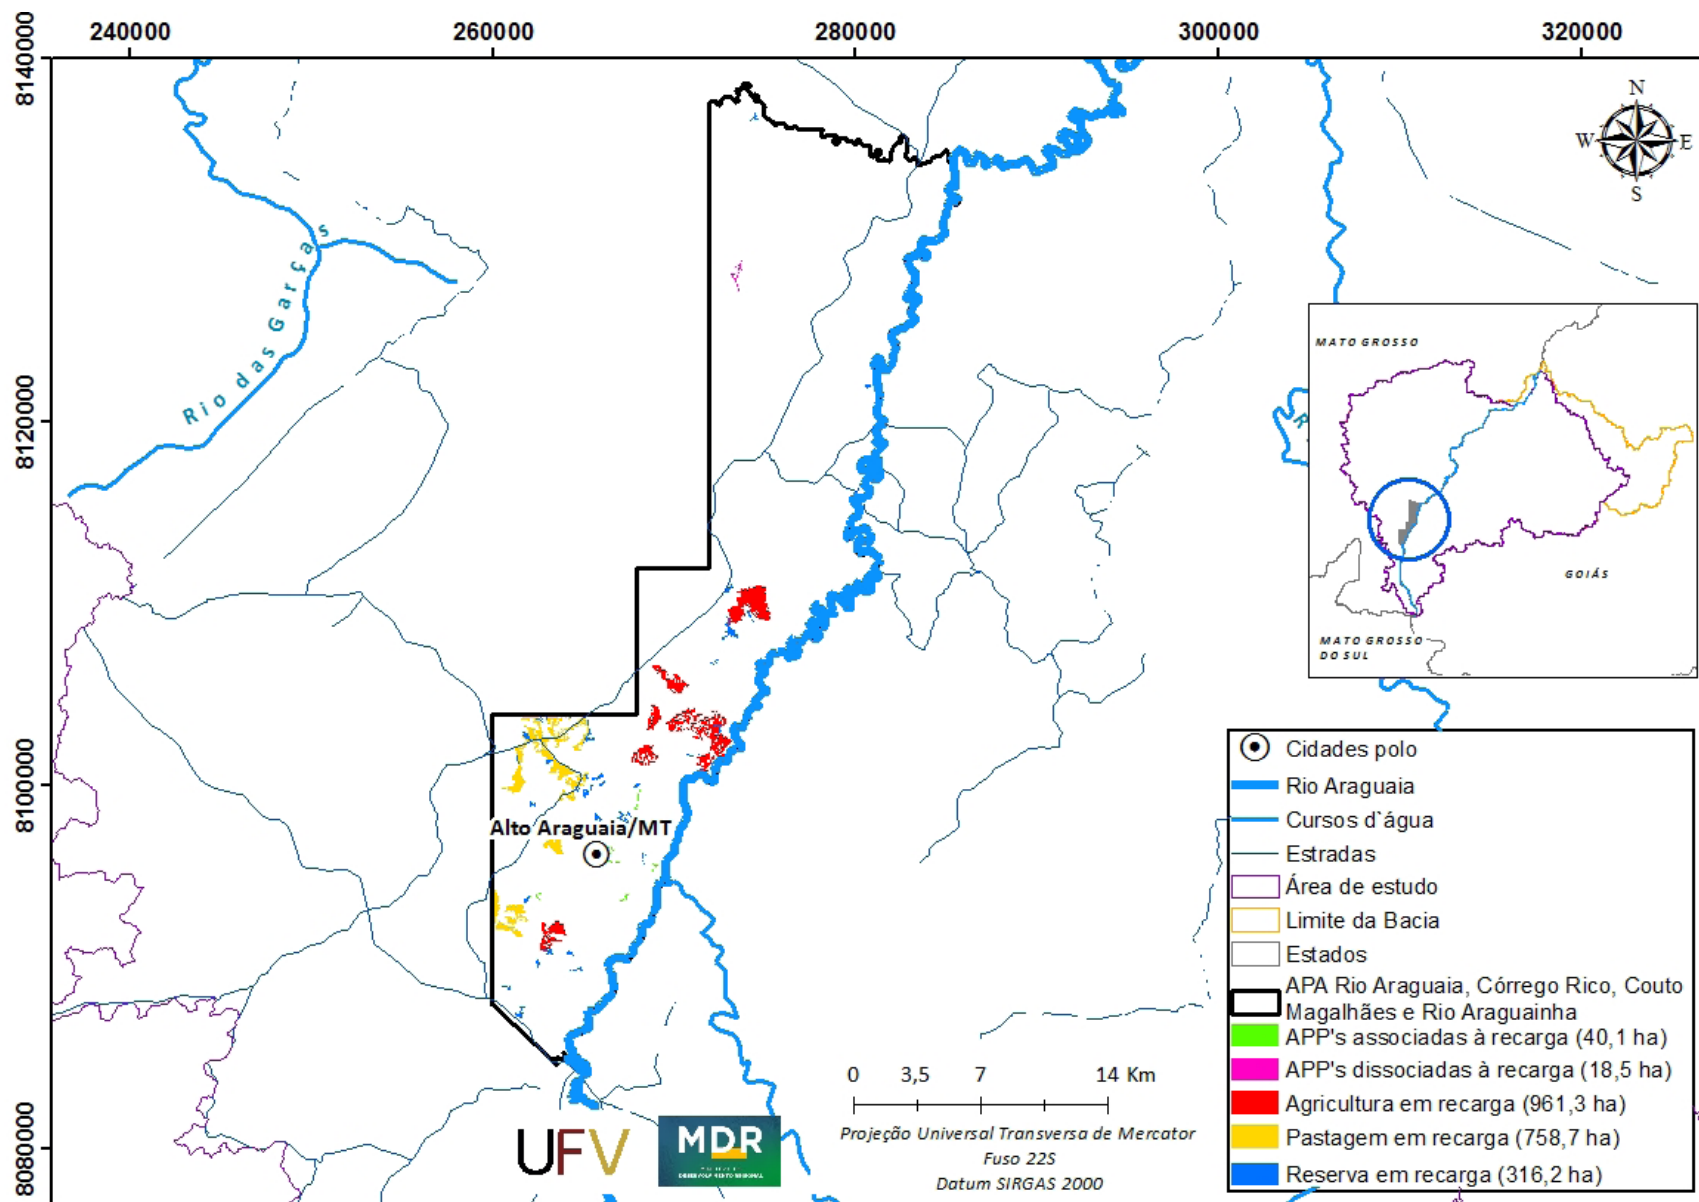 240000
260000
280000
300000
320000
8140000
8120000
8100000
8080000
N
W
E
S
Rio das Garças
R
MATO GROSSO
GOIÁS
MATO GROSSO
DO SUL
Alto Araguaia/MT
Cidades polo
Rio Araguaia
Cursos d`água
Estradas
Área de estudo
Limite da Bacia
Estados
APA Rio Araguaia, Córrego Rico, Couto
Magalhães e Rio Araguainha
APP's associadas à recarga (40,1 ha)
APP's dissociadas à recarga (18,5 ha)
Agricultura em recarga (961,3 ha)
Pastagem em recarga (758,7 ha)
Reserva em recarga (316,2 ha)
0 3,5 7 14 Km
Projeção Universal Transversa de Mercator
Fuso 22S
Datum SIRGAS 2000
UFV
MDR
DESENVOLVIMENTO REGIONAL